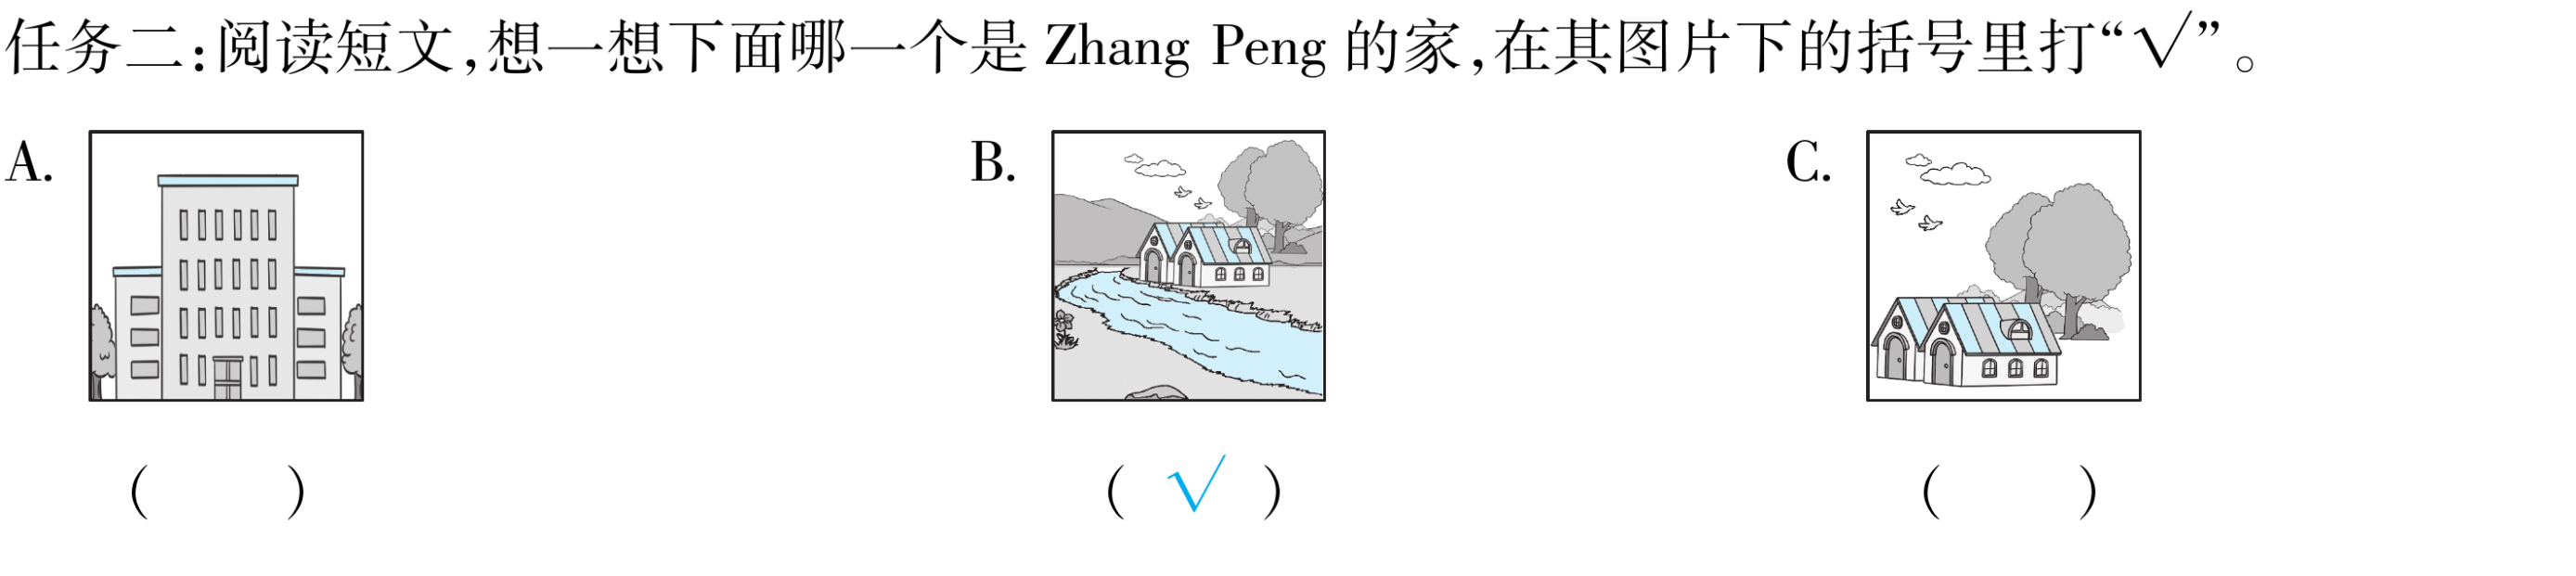 任务二:阅读短文,想一想下面哪一个是 Zhang Peng 的家,在其图片下的括号里打“√”。
A. B. C.
( ) ( √ ) ( )